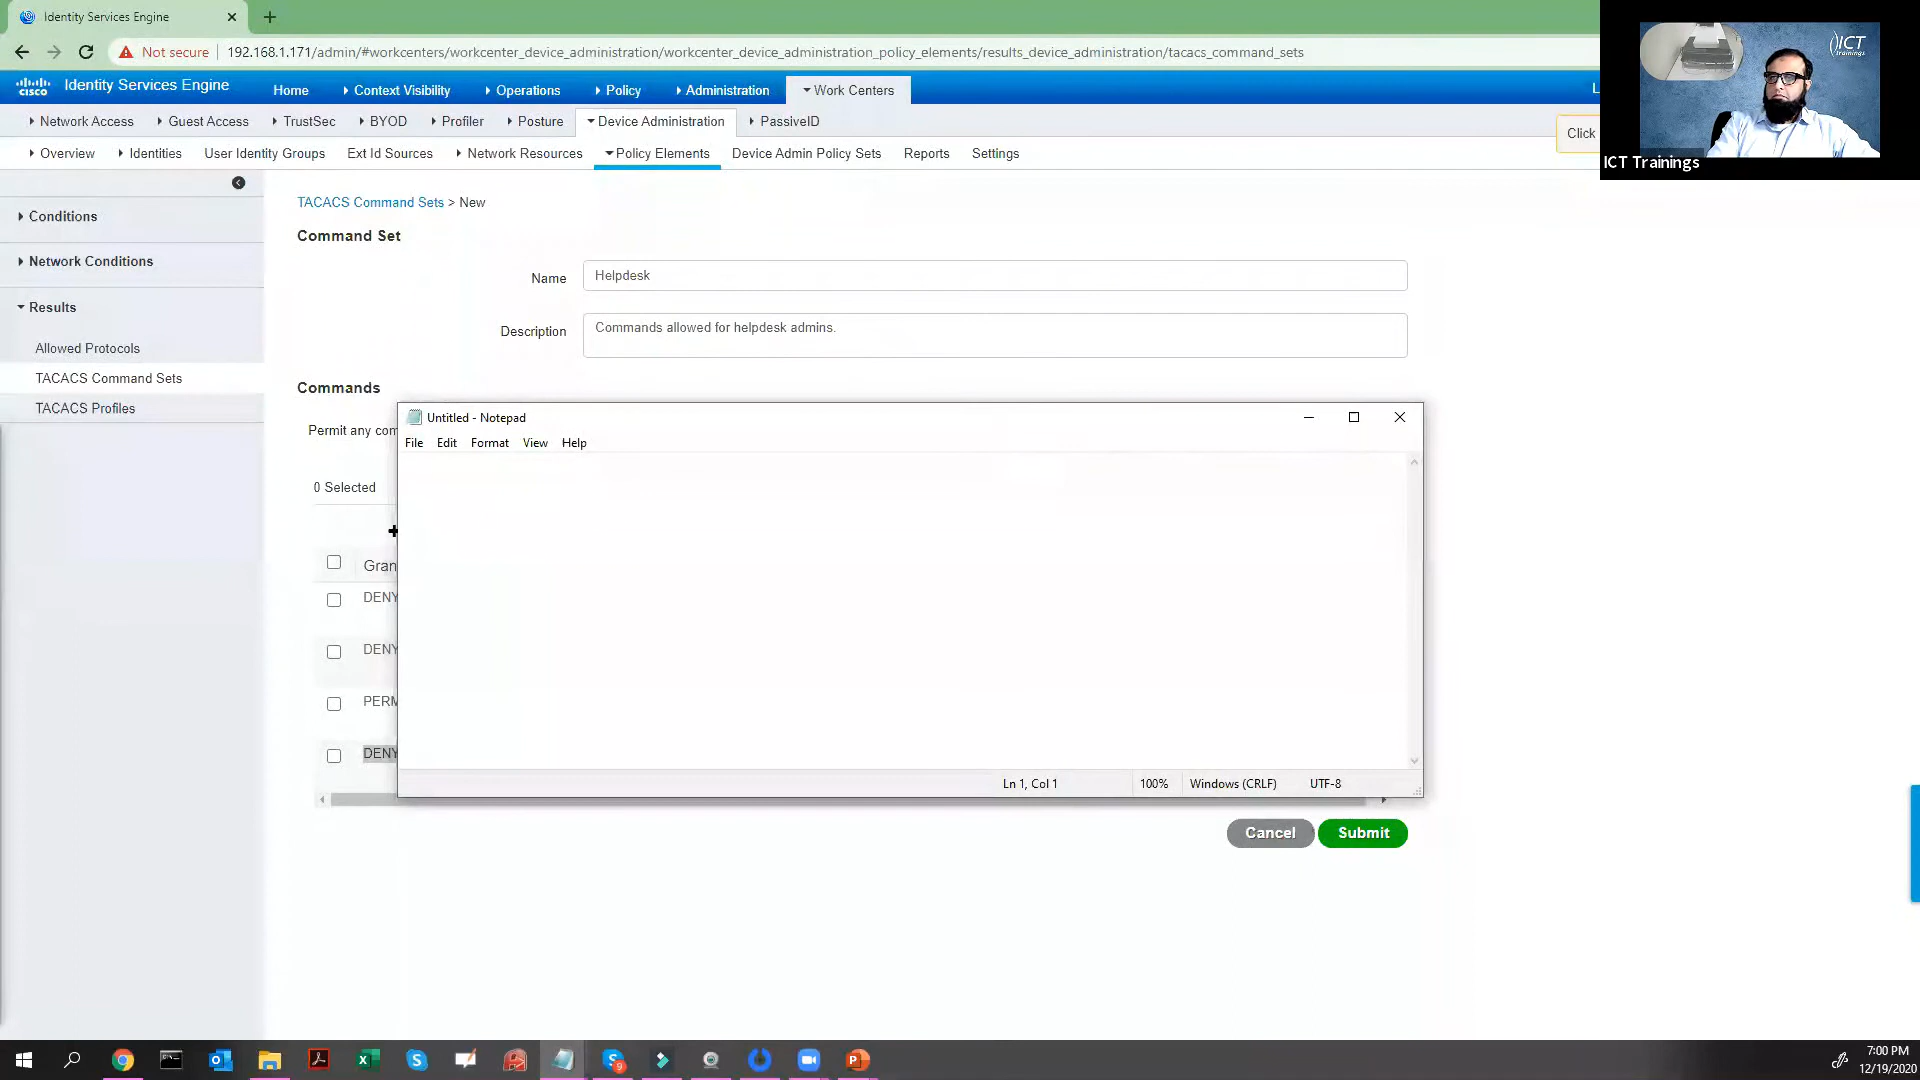 Identity Services Engine
Not secure
192.168.1.171/admin/#workcenters/workcenter_device_administration/workcenter_device_administration_policy_elements/results_device_administration/tacacs_command_sets
ICT
trainings
ICT Trainings
cisco
Identity Services Engine
Home
Context Visibility
Operations
Policy
Administration
Work Centers
L
Network Access
Guest Access
TrustSec
BYOD
Profiler
Posture
Device Administration
PassiveID
Click
Overview
Identities
User Identity Groups
Ext Id Sources
Network Resources
Policy Elements
Device Admin Policy Sets
Reports
Settings
Conditions
Network Conditions
Results
Allowed Protocols
TACACS Command Sets
TACACS Profiles
TACACS Command Sets > New
Command Set
Name
Helpdesk
Description
Commands allowed for helpdesk admins.
Commands
Permit any com
0 Selected
Gran
DENY
DENY
PERM
DENY
Untitled - Notepad
File Edit Format View Help
Ln 1, Col 1
100%
Windows (CRLF)
UTF-8
Cancel
Submit
7:00 PM
12/19/2020